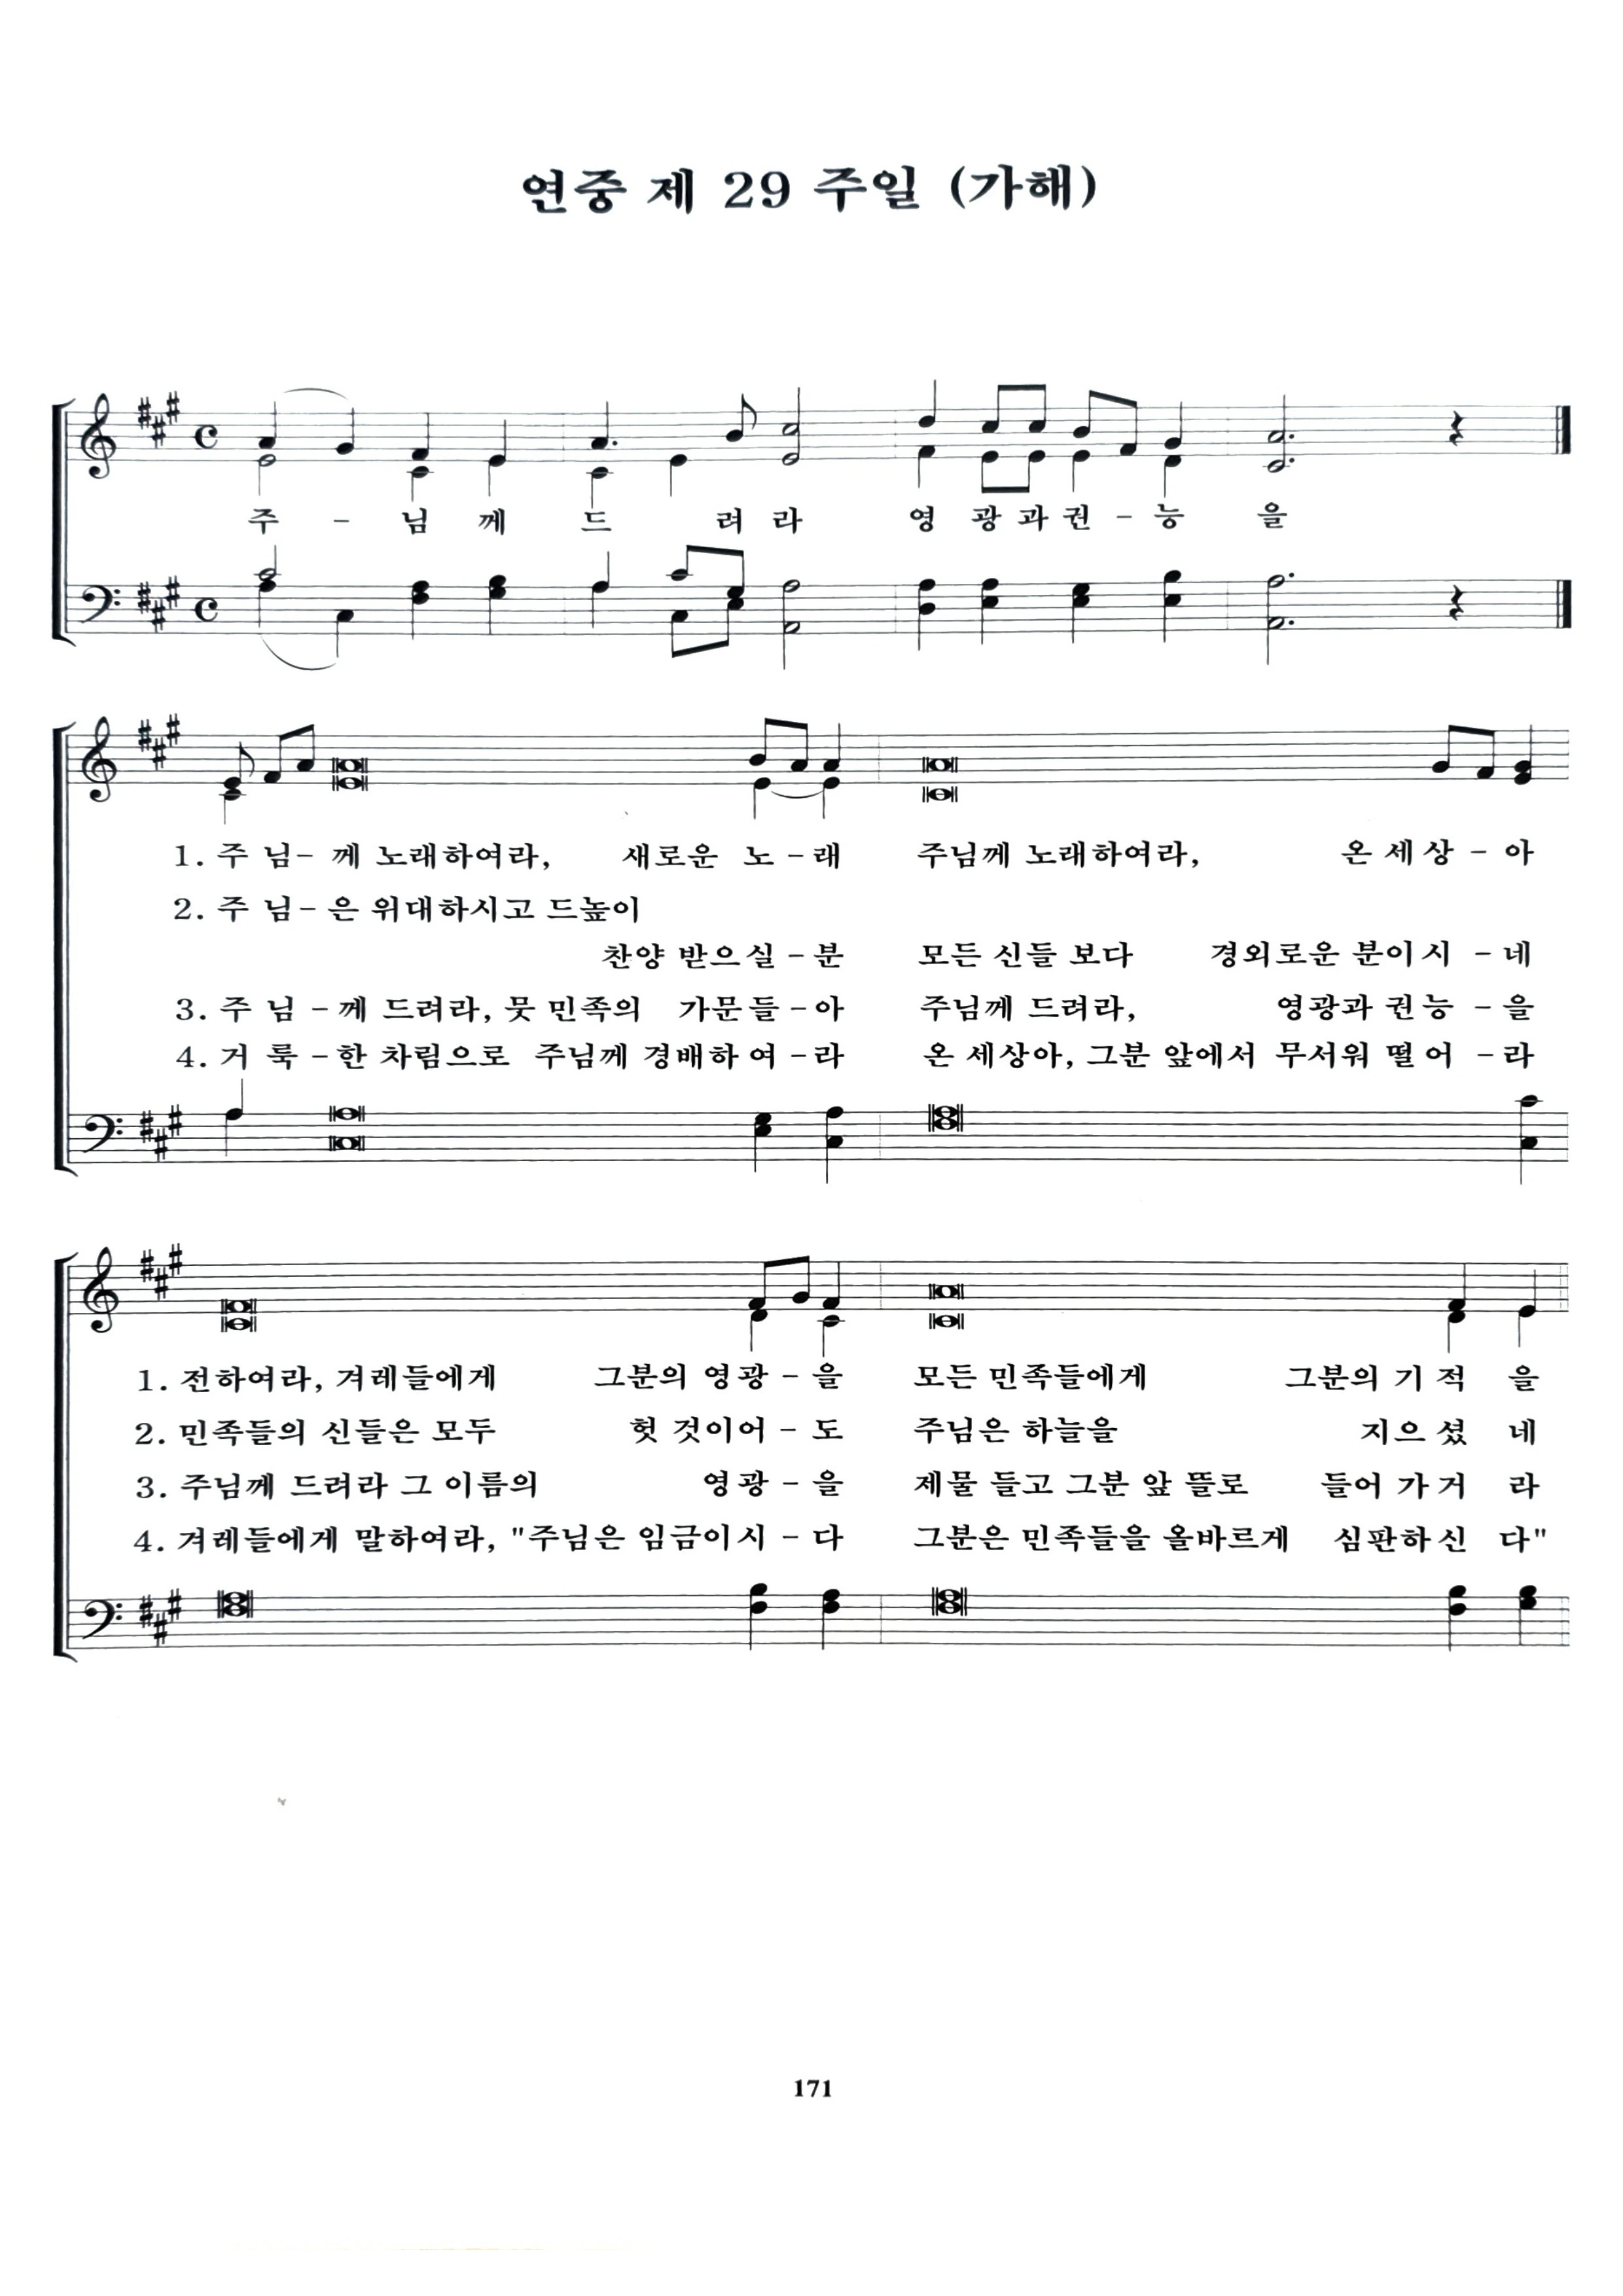 연중 제 29 주일 (가해)
주 - 님 께 드 려 라 영 광 과 권 - 능 을
1. 주 님- 께 노래하여라, 새로운 노 - 래 주님께 노래하여라, 온 세 상 - 아
2. 주 님- 은 위대하시고 드높이
찬양 받으실 - 분 모든 신들 보다 경외로운 분이시 - 네
3. 주 님 - 께 드려라, 뭇 민족의 가문들 - 아 주님께 드려라, 영광과 권능 - 을
4. 거 룩 - 한 차림으로 주님께 경배하 여 - 라 온 세상아, 그분 앞에서 무서워 떨 어 - 라
1. 전하여라, 겨레들에게 그분의 영광 - 을 모든 민족들에게 그분의 기 적 을
2. 민족들의 신들은 모두 헛 것이어 - 도 주님은 하늘을 지으셨 네
3. 주님께 드려라 그 이름의 영광 - 을 제물 들고 그분 앞 뜰로 들어 가 거 라
4. 겨레들에게 말하여라, "주님은 임금이시 - 다 그분은 민족들을 올바르게 심판하신 다"
171